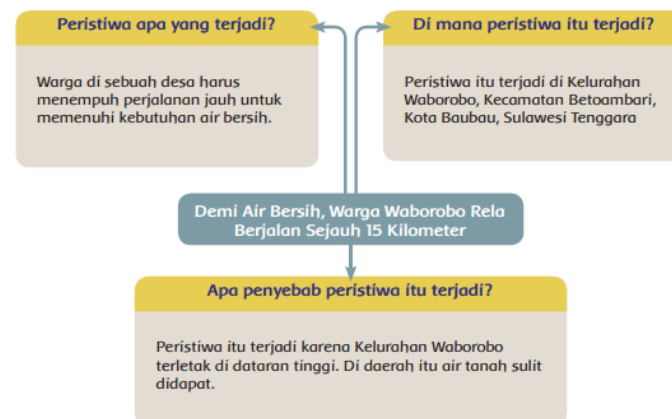 Peristiwa apa yang terjadi?
Warga di sebuah desa harus
menempuh perjalanan jauh untuk
memenuhi kebutuhan air bersih.
Di mana peristiwa itu terjadi?
Peristiwa itu terjadi di Kelurahan
Waborobo, Kecamatan Betoambari,
Kota Baubau, Sulawesi Tenggara
Demi Air Bersih, Warga Waborobo Rela
Berjalan Sejauh 15 Kilometer
Apa penyebab peristiwa itu terjadi?
Peristiwa itu terjadi karena Kelurahan Waborobo
terletak di dataran tinggi. Di daerah itu air tanah sulit
didapat.